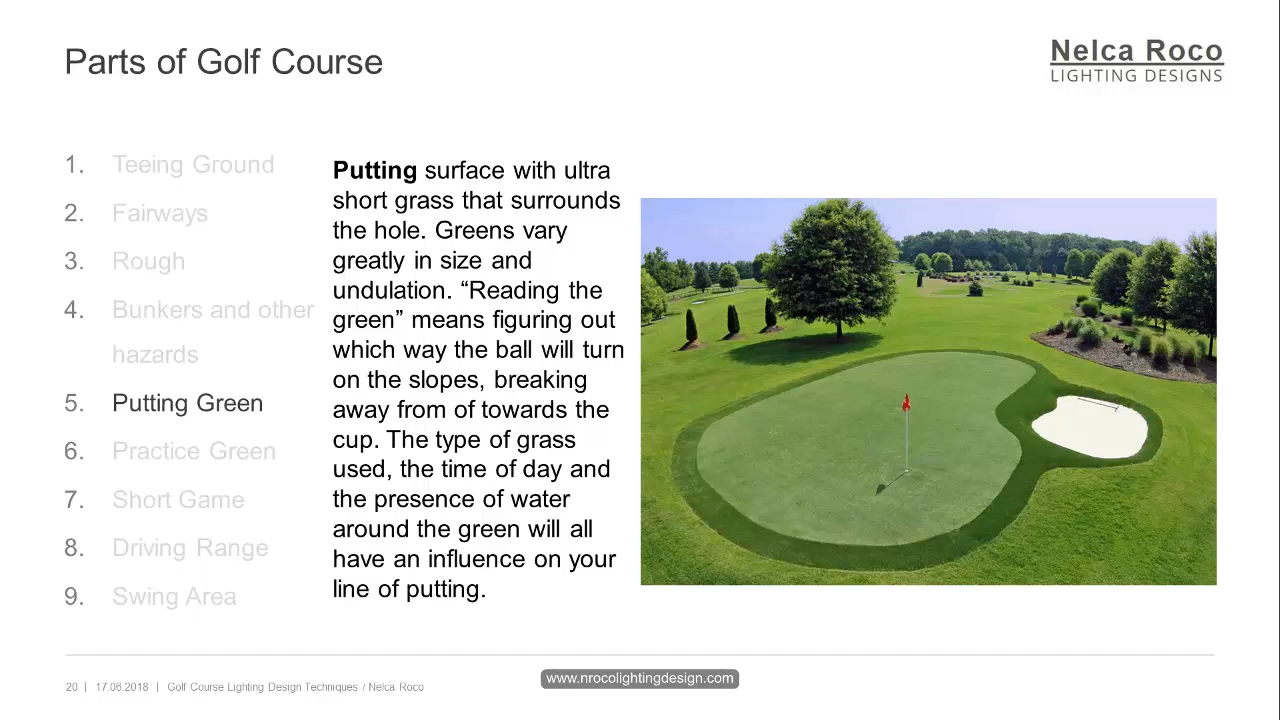 Parts of Golf Course
Nelca Roco
LIGHTING DESIGNS
1. Teeing Ground
2. Fairways
3. Rough
4. Bunkers and other
hazards
5. Putting Green
6. Practice Green
7. Short Game
8. Driving Range
9. Swing Area
Putting surface with ultra
short grass that surrounds
the hole. Greens vary
greatly in size and
undulation. “Reading the
green” means figuring out
which way the ball will turn
on the slopes, breaking
away from of towards the
cup. The type of grass
used, the time of day and
the presence of water
around the green will all
have an influence on your
line of putting.
20 | 17.06.2018 | Golf Course Lighting Design Techniques / Nelca Roco
www.nrocolightingdesign.com